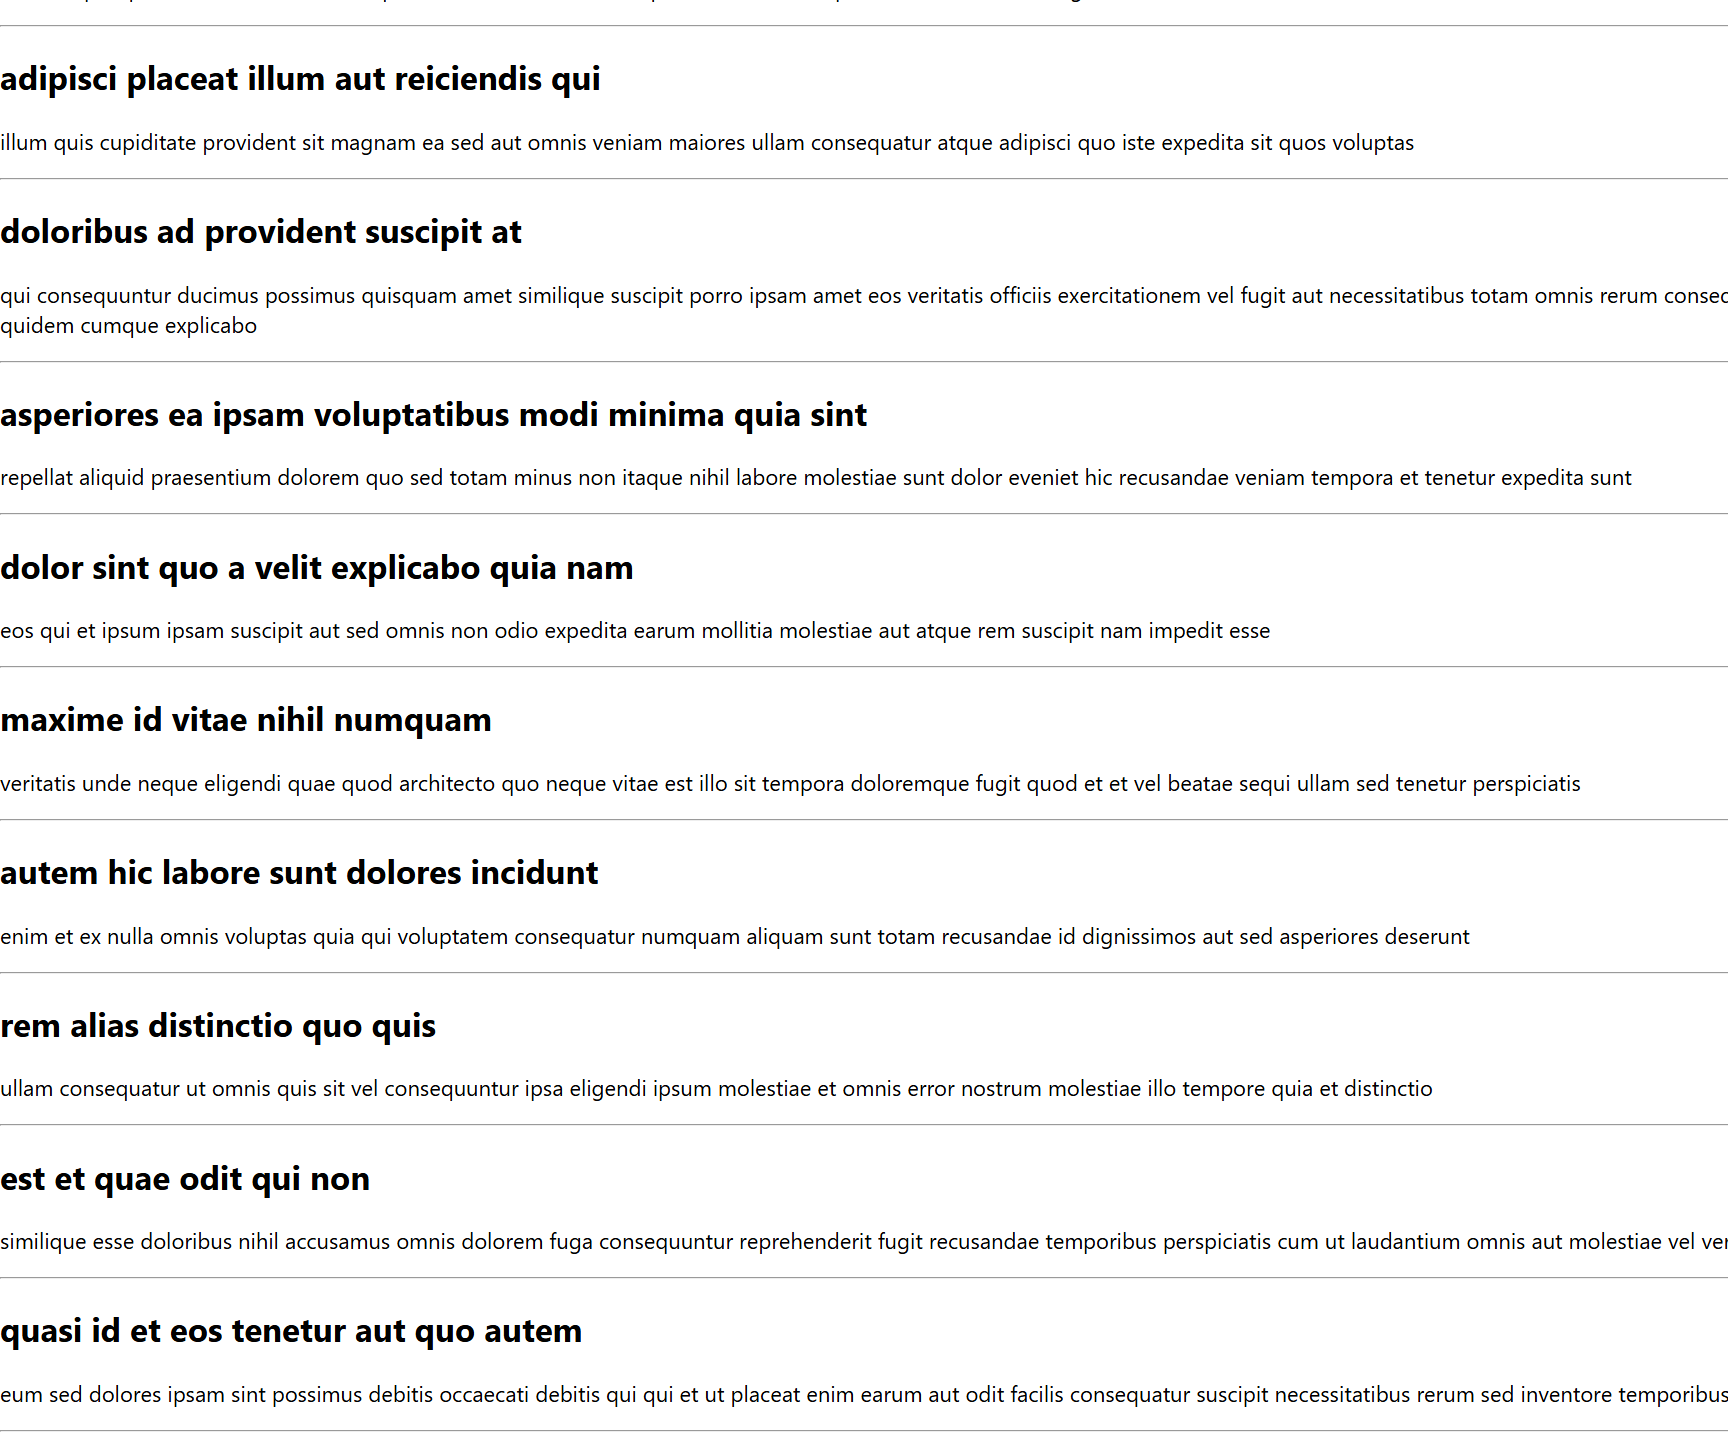 adipisci placeat illum aut reiciendis qui
illum quis cupiditate provident sit magnam ea sed aut omnis veniam maiores ullam consequatur atque adipisci quo iste expedita sit quos voluptas
doloribus ad provident suscipit at
qui consequuntur ducimus possimus quisquam amet similique suscipit porro ipsam amet eos veritatis officiis exercitationem vel fugit aut necessitatibus totam omnis rerum
quidem cumque explicabo
asperiores ea ipsam voluptatibus modi minima quia sint
repellat aliquid praesentium dolorem quo sed totam minus non itaque nihil labore molestiae sunt dolor eveniet hic recusandae veniam tempora et tenetur expedita sunt
dolor sint quo a velit explicabo quia nam
eos qui et ipsum ipsam suscipit aut sed omnis non odio expedita earum mollitia molestiae aut atque rem suscipit nam impedit esse
maxime id vitae nihil numquam
veritatis unde neque eligendi quae quod architecto quo neque vitae est illo sit tempora doloremque fugit quod et et vel beatae sequi ullam sed tenetur perspiciatis
autem hic labore sunt dolores incidunt
enim et ex nulla omnis voluptas quia qui voluptatem consequatur numquam aliquam sunt totam recusandae id dignissimos aut sed asperiores deserunt
rem alias distinctio quo quis
ullam consequatur ut omnis quis sit vel consequuntur ipsa eligendi ipsum molestiae et omnis error nostrum molestiae illo tempore quia et distinctio
est et quae odit qui non
similique esse doloribus nihil accusamus omnis dolorem fuga consequuntur reprehenderit fugit recusandae temporibus perspiciatis cum ut laudantium omnis aut molestiae vel
quasi id et eos tenetur aut quo autem
eum sed dolores ipsam sint possimus debitis occaecati debitis qui qui et ut placeat enim earum aut odit facilis consequatur suscipit necessitatibus rerum sed inventore temporibus